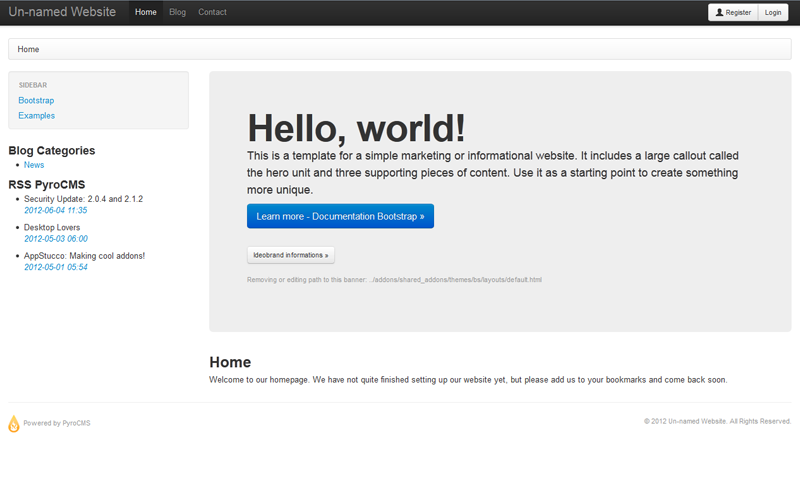 Un-named Website Home Blog Contact Register Login
Home
SIDEBAR
Bootstrap
Examples
Blog Categories
News
RSS PyroCMS
Security Update: 2.0.4 and 2.1.2
2012-06-04 11:35
Desktop Lovers
2012-05-03 06:00
AppStucco: Making cool addons!
2012-05-01 05:54
Hello, world!
This is a template for a simple marketing or informational website. It includes a large callout called
the hero unit and three supporting pieces of content. Use it as a starting point to create something
more unique.
Learn more - Documentation Bootstrap »
Ideobrand informations »
Removing or editing path to this banner: ../addons/shared_addons/themes/bs/layouts/default.html
Home
Welcome to our homepage. We have not quite finished setting up our website yet, but please add us to your bookmarks and come back soon.
Powered by PyroCMS
© 2012 Un-named Website. All Rights Reserved.